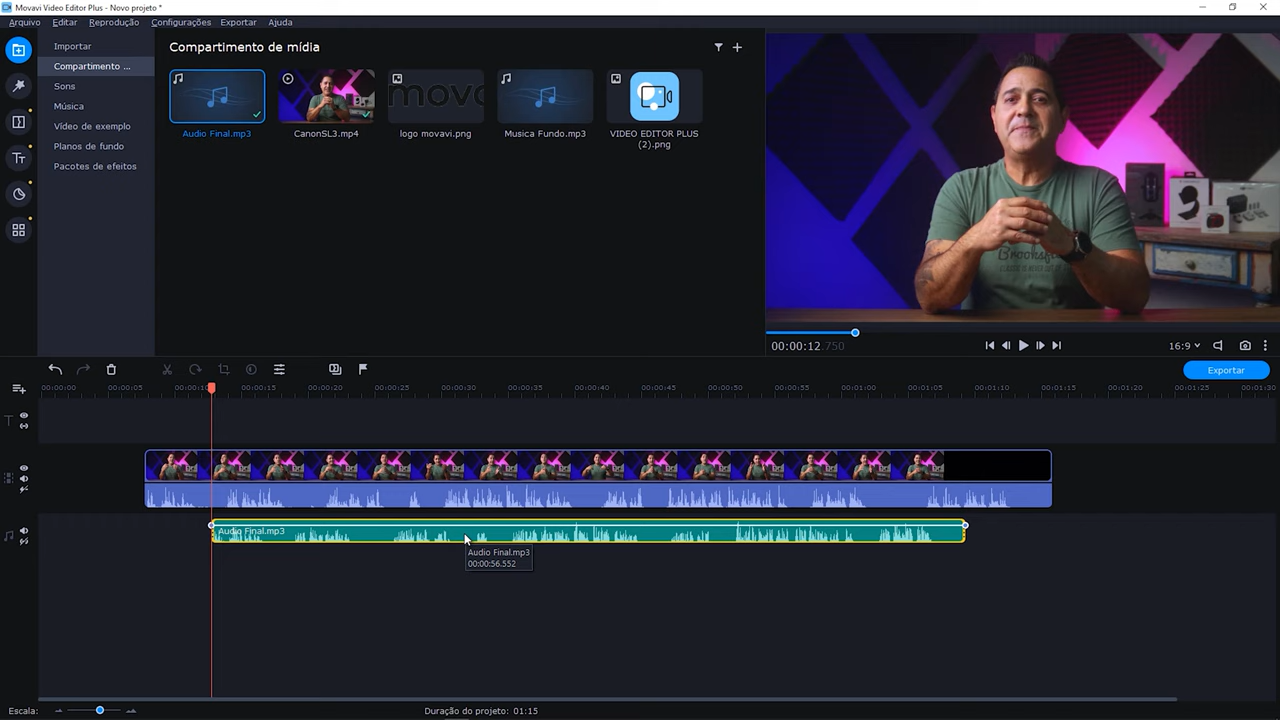 Movavi Video Editor Plus - Novo projeto *
Arquivo Editar Reprodução Configurações Exportar Ajuda
Importar
Compartimento ...
Sons
Música
Vídeo de exemplo
Planos de fundo
Pacotes de efeitos
Compartimento de mídia
Audio Final.mp3
CanonSL3.mp4
mova
logo movavi.png
Musica Fundo.mp3
VIDEO EDITOR PLUS
(2).png
Brooksf
00:00:12.750
16:9
Exportar
00:00:00 00:00:05 00:00:10 00:00:15 00:00:20 00:00:25 00:00:30 00:00:35 00:00:40 00:00:45 00:00:50 00:00:55 00:01:00 00:01:05 00:01:10 00:01:15 00:01:20 00:01:25 00:01:30
Audio Final.mp3
Audio Final.mp3
00:00:56.552
Escala:
Duração do projeto: 01:15